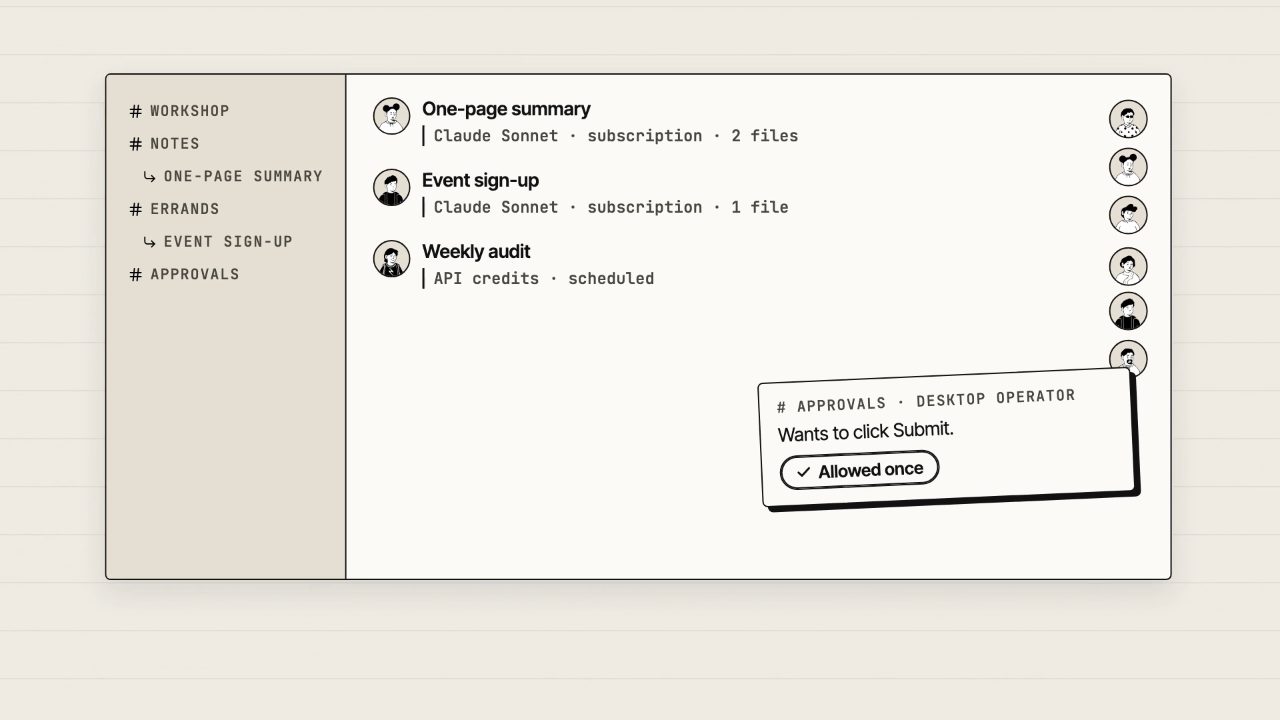 # WORKSHOP
# NOTES
↳ ONE-PAGE SUMMARY
# ERRANDS
↳ EVENT SIGN-UP
# APPROVALS
One-page summary
Claude Sonnet · subscription · 2 files
Event sign-up
Claude Sonnet · subscription · 1 file
Weekly audit
API credits · scheduled
# APPROVALS · DESKTOP OPERATOR
Wants to click Submit.
✓ Allowed once